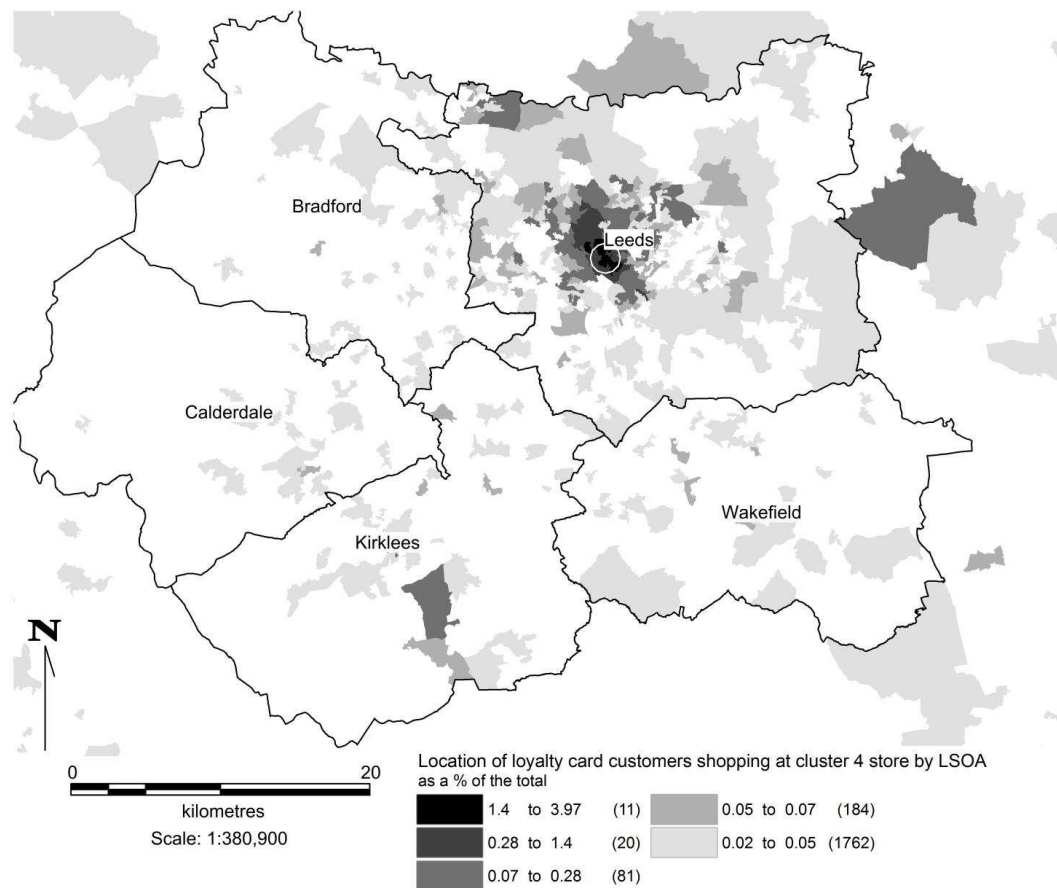 Leeds
Bradford
Calderdale
Wakefield
Kirklees
N
0 20
kilometres
Scale: 1:380,900
Location of loyalty card customers shopping at cluster 4 store by LSOA
as a % of the total
1.4 to 3.97 (11)
0.28 to 1.4 (20)
0.07 to 0.28 (81)
0.05 to 0.07 (184)
0.02 to 0.05 (1762)